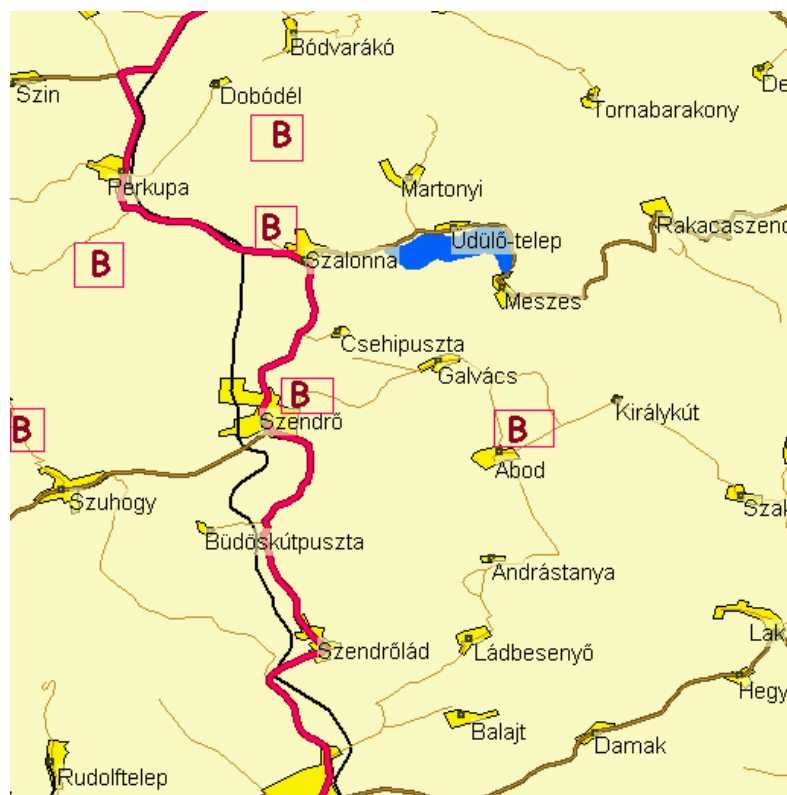 Bódvarákó
Szin
Dobódél
Tornabarakony
De
B
Perkupa
Martonyi
B
Üdülő-telep
Rakacaszend
B
Szalonna
Meszes
Csehipuszta
Galvács
B
Királykút
B
Szendrő
B
Abod
Szuhogy
Szak
Büdöskútpuszta
Andrástanya
Lak
Szendrőlád
Ládbesenyő
Hegy
Balajt
Damak
Rudolftelep